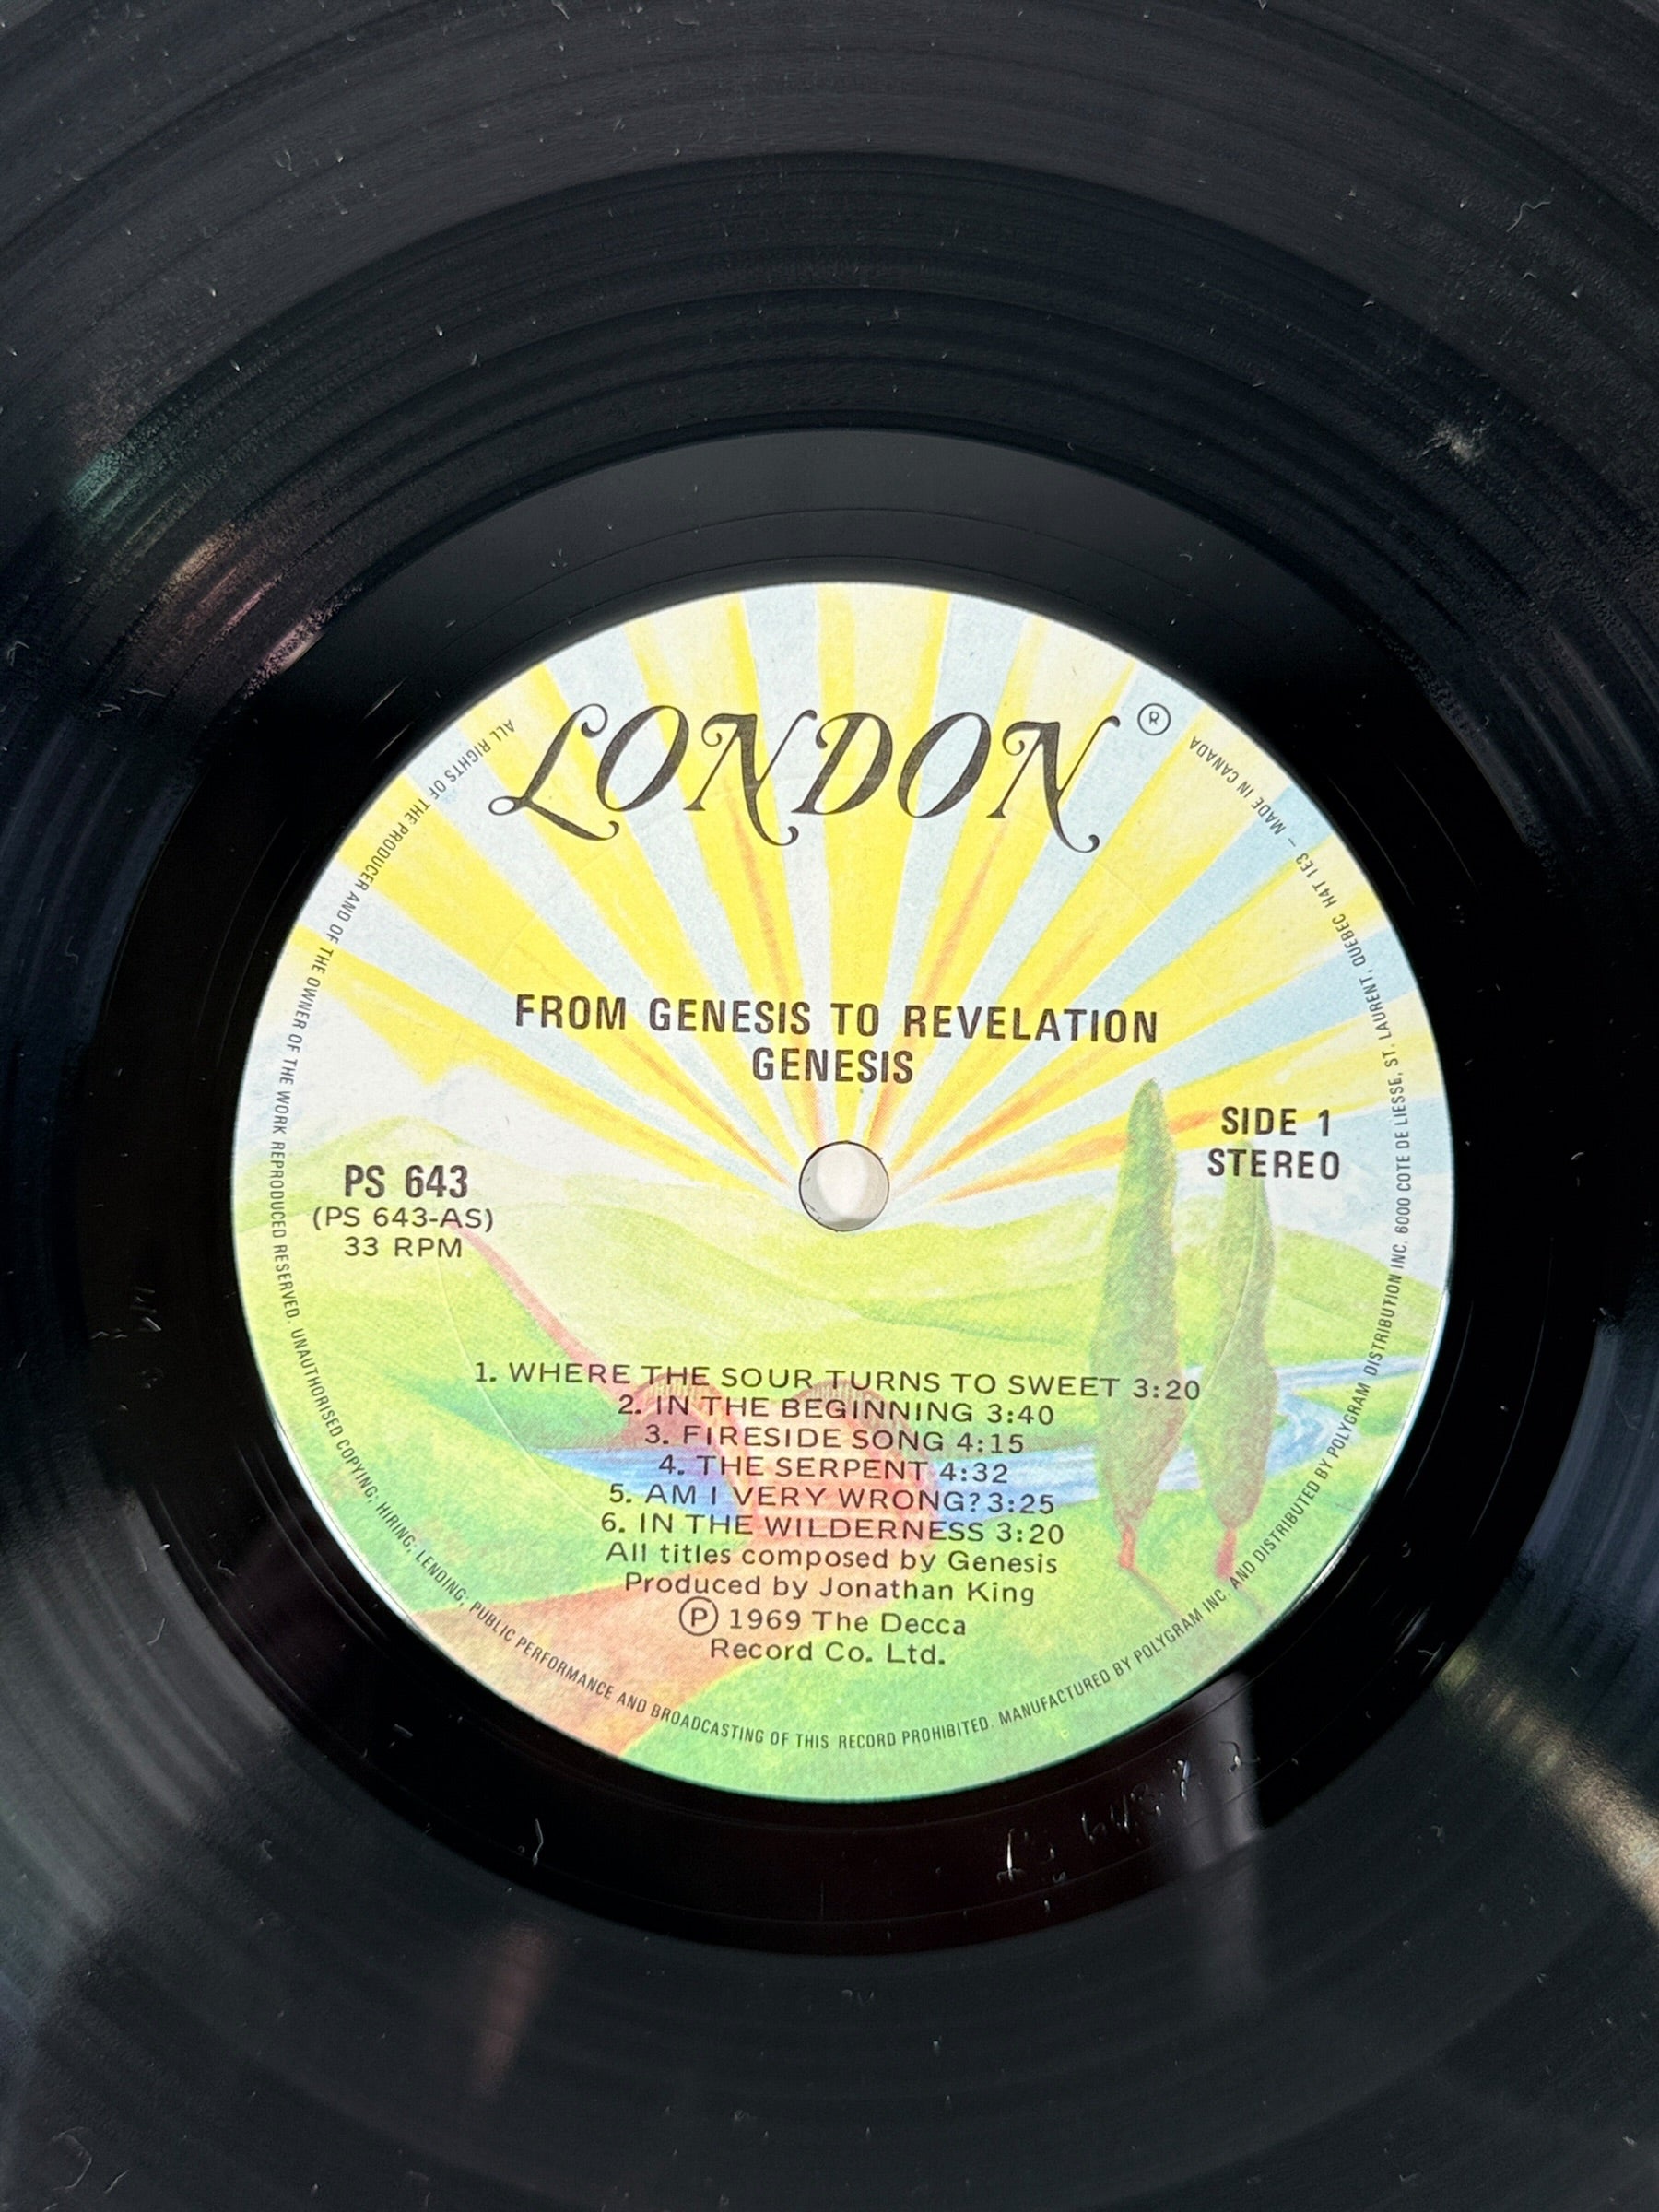 LONDON ®
FROM GENESIS TO REVELATION
GENESIS
SIDE 1
STEREO
PS 643
(PS 643-AS)
33 RPM
1. WHERE THE SOUR TURNS TO SWEET 3:20
2. IN THE BEGINNING 3:40
3. FIRESIDE SONG 4:15
4. THE SERPENT 4:32
5. AM I VERY WRONG? 3:25
6. IN THE WILDERNESS 3:20
All titles composed by Genesis
Produced by Jonathan King
Ⓟ 1969 The Decca
Record Co. Ltd.
ALL RIGHTS OF THE PRODUCER AND OF THE OWNER OF THE WORK REPRODUCED RESERVED. UNAUTHORISED COPYING; HIRING; LENDING, PUBLIC PERFORMANCE AND BROADCASTING OF THIS RECORD PROHIBITED. MANUFACTURED BY POLYGRAM INC. AND DISTRIBUTED BY POLYGRAM DISTRIBUTION INC. 6000 COTE DE LIESSE, ST. LAURENT, QUEBEC H4T 1E3 – MADE IN CANADA